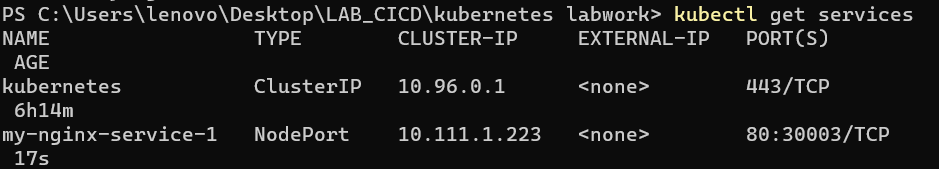 PS C:\Users\lenovo\Desktop\LAB_CICD\kubernetes labwork> kubectl get services
NAME                 TYPE        CLUSTER-IP     EXTERNAL-IP   PORT(S)
 AGE
kubernetes           ClusterIP   10.96.0.1      <none>        443/TCP
 6h14m
my-nginx-service-1   NodePort    10.111.1.223   <none>        80:30003/TCP
 17s